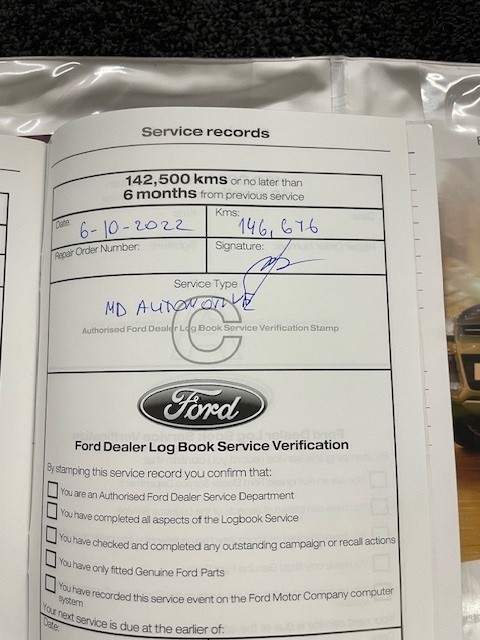 Service records
142,500 kms or no later than
6 months from previous service
Date: 6-10-2022
Kms: 146,676
Repair Order Number:
Signature:
Service Type
MD AUTOMOTIVE
Authorised Ford Dealer Log Book Service Verification Stamp
C
Ford
Ford Dealer Log Book Service Verification
By stamping this service record you confirm that:
You are an Authorised Ford Dealer Service Department
You have completed all aspects of the Logbook Service
You have checked and completed any outstanding campaign or recall actions
You have only fitted Genuine Ford Parts
You have recorded this service event on the Ford Motor Company computer
system
Your next service is due at the earlier of:
Date: